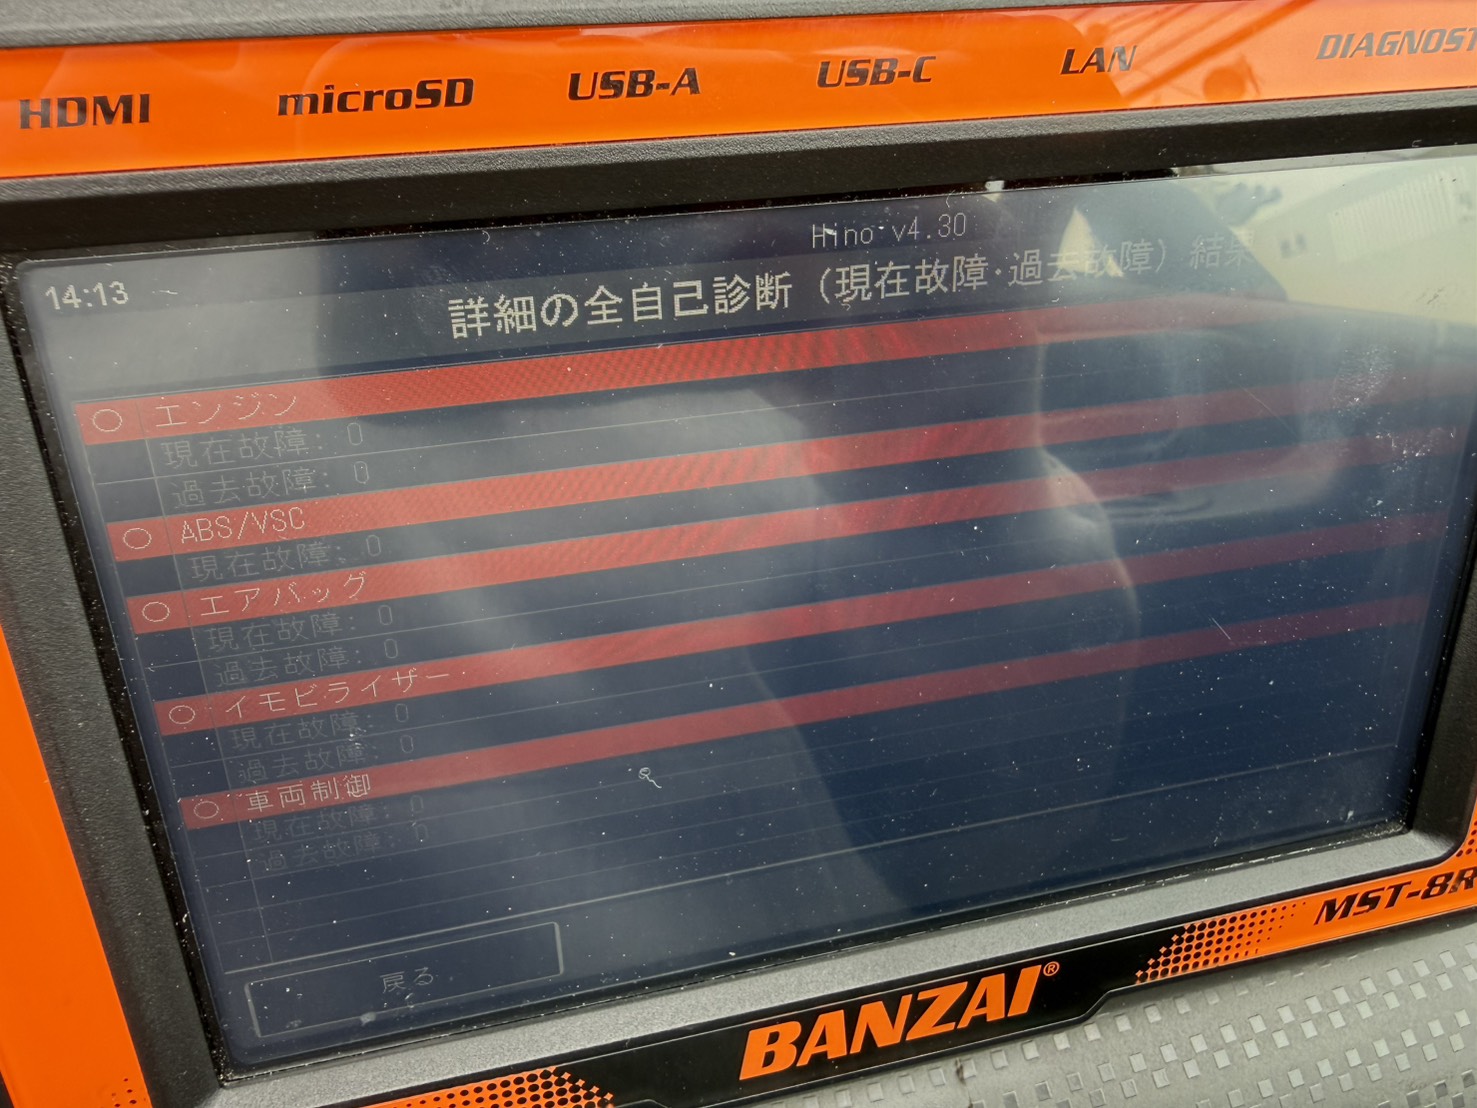 HDMI microSD USB-A USB-C LAN DIAGNOST
Hino v4.30
14:13
詳細の全自己診断（現在故障・過去故障）結果
○ エンジン
現在故障: 0
過去故障: 0
○ ABS/VSC
現在故障: 0
○ エアバッグ
現在故障: 0
過去故障: 0
○ イモビライザー
現在故障: 0
過去故障: 0
○ 車両制御
現在故障: 0
過去故障: 0
戻る
MST-8R
BANZAI®